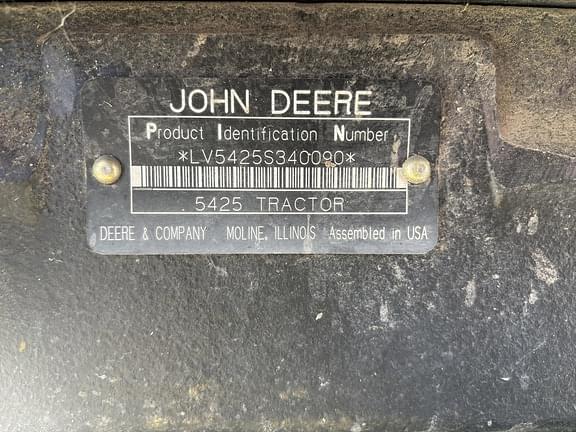 JOHN DEERE
Product Identification Number
*LV5425S340090*
5425 TRACTOR
DEERE & COMPANY MOLINE, ILLINOIS Assembled in USA